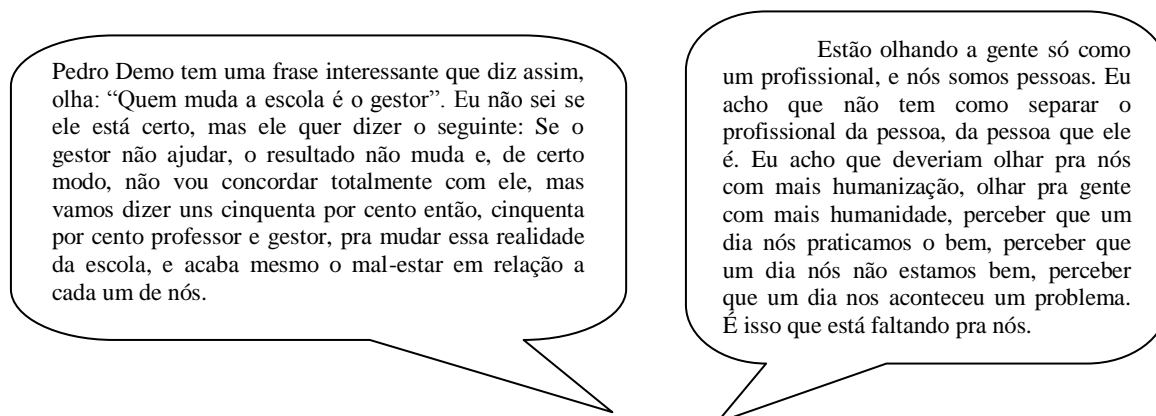 Pedro Demo tem uma frase interessante que diz assim,
olha: “Quem muda a escola é o gestor”. Eu não sei se
ele está certo, mas ele quer dizer o seguinte: Se o
gestor não ajudar, o resultado não muda e, de certo
modo, não vou concordar totalmente com ele, mas
vamos dizer uns cinquenta por cento então, cinquenta
por cento professor e gestor, pra mudar essa realidade
da escola, e acaba mesmo o mal-estar em relação a
cada um de nós.
Estão olhando a gente só como
um profissional, e nós somos pessoas. Eu
acho que não tem como separar o
profissional da pessoa, da pessoa que ele
é. Eu acho que deveriam olhar pra nós
com mais humanização, olhar pra gente
com mais humanidade, perceber que um
dia nós praticamos o bem, perceber que
um dia nós não estamos bem, perceber
que um dia nos aconteceu um problema.
É isso que está faltando pra nós.